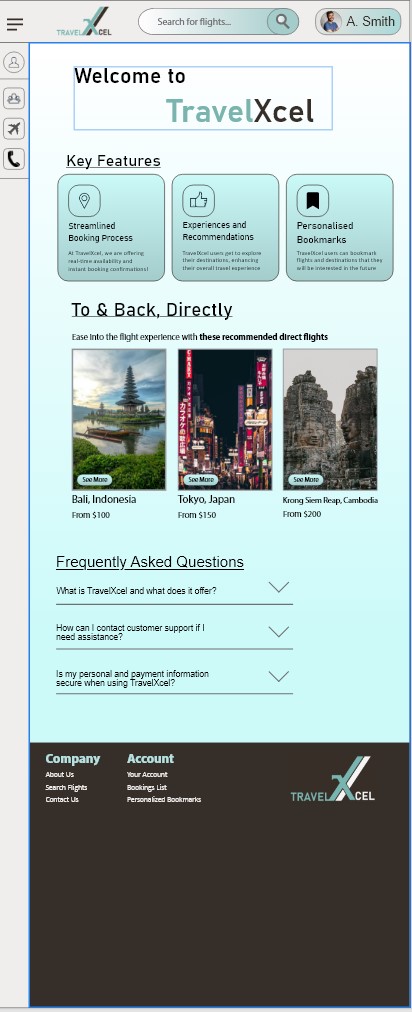 TRAVEL XCEL
Search for flights...
A. Smith
Welcome to
TravelXcel
Key Features
Streamlined
Booking Process
At TravelXcel, we are offering
real-time availability and
instant booking confirmations!
Experiences and
Recommendations
TravelXcel users get to explore
their destinations, enhancing
their overall travel experience
Personalised
Bookmarks
TravelXcel users can bookmark
flights and destinations that they
will be interested in the future
To & Back, Directly
Ease into the flight experience with these recommended direct flights
See More
See More
See More
Bali, Indonesia
From $100
Tokyo, Japan
From $150
Krong Siem Reap, Cambodia
From $200
Frequently Asked Questions
What is TravelXcel and what does it offer?
How can I contact customer support if I
need assistance?
Is my personal and payment information
secure when using TravelXcel?
Company
About Us
Search Flights
Contact Us
Account
Your Account
Bookings List
Personalized Bookmarks
TRAVEL XCEL